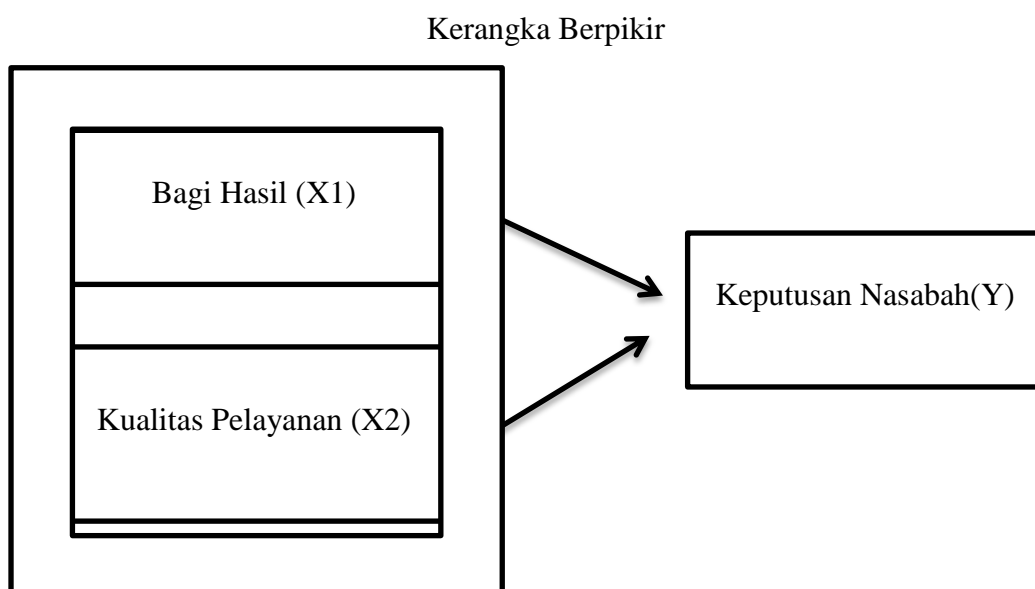 Kerangka Berpikir
Bagi Hasil (X1)
Keputusan Nasabah(Y)
Kualitas Pelayanan (X2)